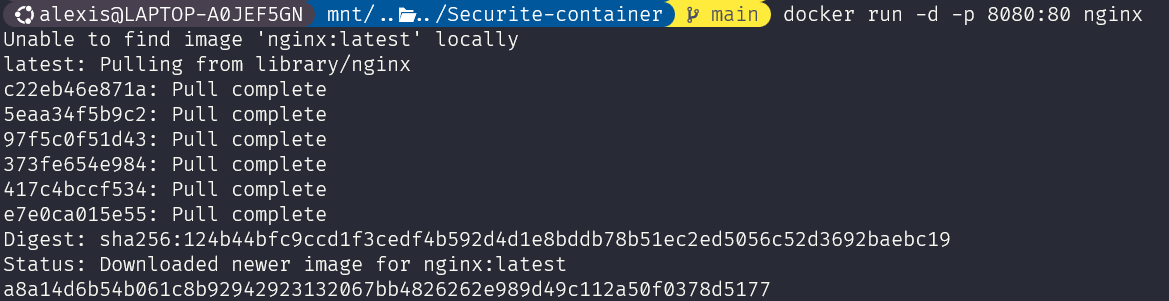 alexis@LAPTOP-A0JEF5GN mnt/..../Securite-container main docker run -d -p 8080:80 nginx
Unable to find image 'nginx:latest' locally
latest: Pulling from library/nginx
c22eb46e871a: Pull complete
5eaa34f5b9c2: Pull complete
97f5c0f51d43: Pull complete
373fe654e984: Pull complete
417c4bccf534: Pull complete
e7e0ca015e55: Pull complete
Digest: sha256:124b44bfc9ccd1f3cedf4b592d4d1e8bddb78b51ec2ed5056c52d3692baebc19
Status: Downloaded newer image for nginx:latest
a8a14d6b54b061c8b92942923132067bb4826262e989d49c112a50f0378d5177